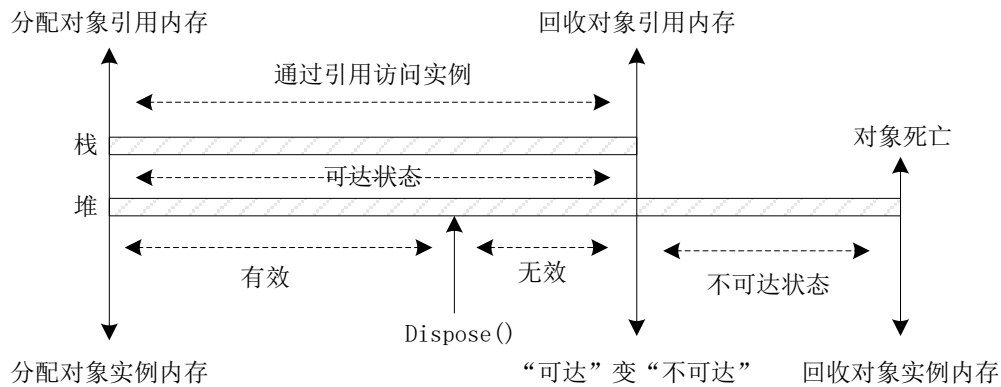 分配对象引用内存
回收对象引用内存
通过引用访问实例
栈
对象死亡
可达状态
堆
有效
无效
不可达状态
Dispose()
分配对象实例内存
“可达”变“不可达”
回收对象实例内存